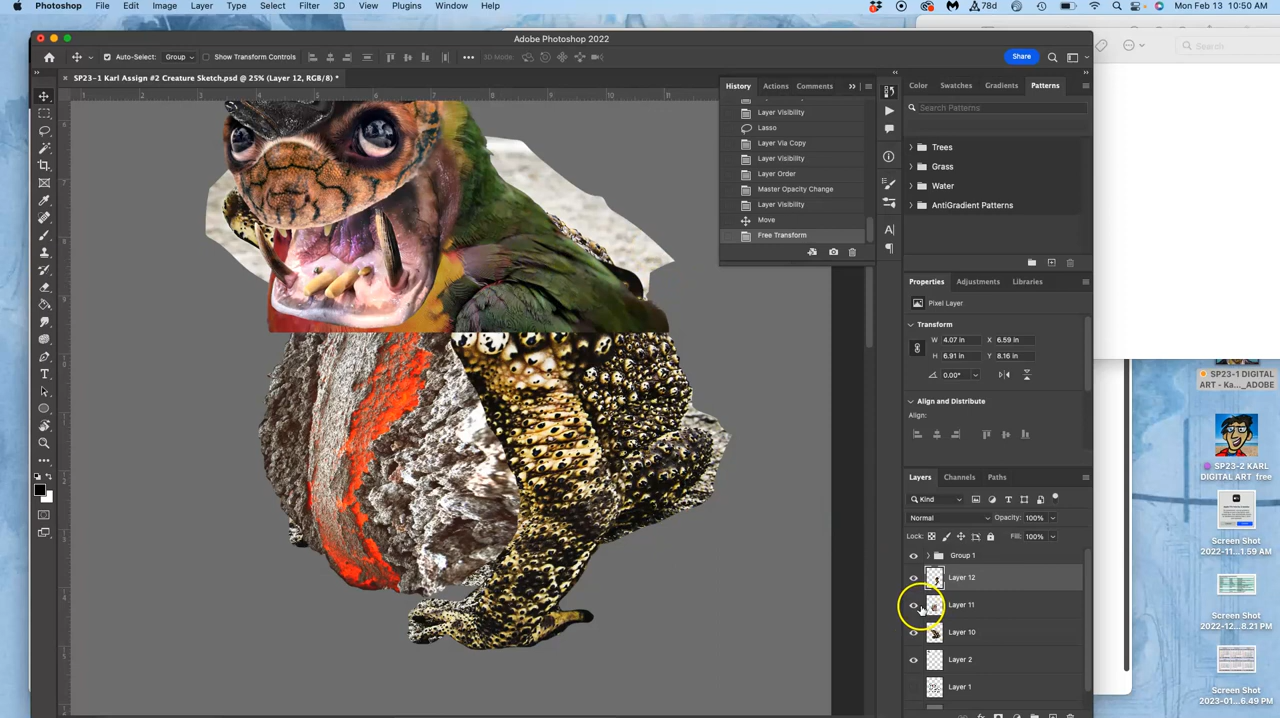 Photoshop File Edit Image Layer Type Select Filter 3D View Plugins Window Help 78d Mon Feb 13 10:50 AM
Adobe Photoshop 2022
Search
Auto-Select: Group Show Transform Controls 3D Mode: Share
SP23-1 Karl Assign #2 Creature Sketch.psd @ 25% (Layer 12, RGB/8) *
History Actions Comments
Layer Visibility
Lasso
Layer Via Copy
Layer Visibility
Layer Order
Master Opacity Change
Layer Visibility
Move
Free Transform
Color Swatches Gradients Patterns
Search Patterns
Trees
Grass
Water
AntiGradient Patterns
Properties Adjustments Libraries
Pixel Layer
Transform
W 4.07 in X 6.59 in
H 6.91 in Y 8.16 in
0.00°
Align and Distribute
Align:
Layers Channels Paths
Kind
Normal Opacity: 100%
Lock: Fill: 100%
Group 1
Layer 12
Layer 11
Layer 10
Layer 2
Layer 1
SP23-1 DIGITAL
ART - Ka..._ADOBE
SP23-2 KARL
DIGITAL ART free
Screen Shot
2022-11...1.59 AM
Screen Shot
2022-12...8.21 PM
Screen Shot
2023-01...6.49 PM